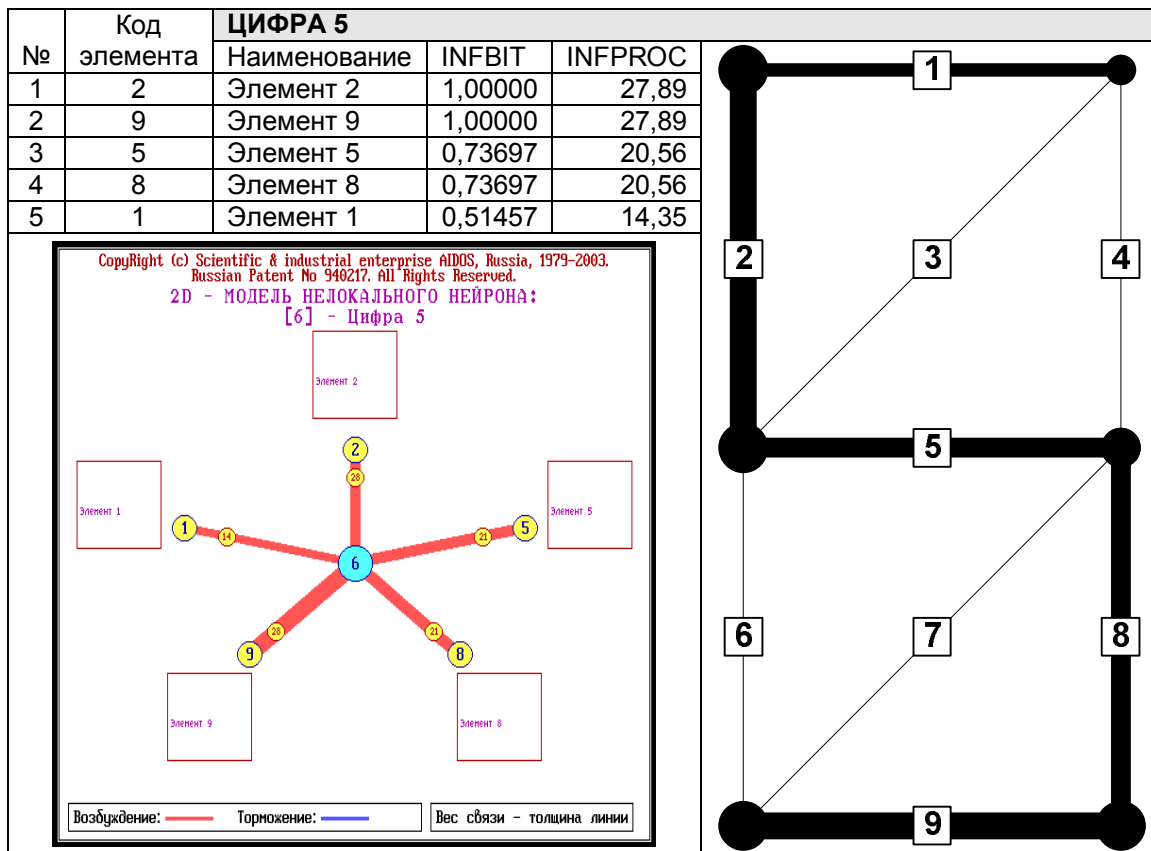 № Код элемента ЦИФРА 5
Наименование INFBIT INFPROC
1 2 Элемент 2 1,00000 27,89
2 9 Элемент 9 1,00000 27,89
3 5 Элемент 5 0,73697 20,56
4 8 Элемент 8 0,73697 20,56
5 1 Элемент 1 0,51457 14,35
CopyRight (c) Scientific & industrial enterprise AIDOS, Russia, 1979-2003.
Russian Patent No 940217. All Rights Reserved.
2D - МОДЕЛЬ НЕЛОКАЛЬНОГО НЕЙРОНА:
[6] - Цифра 5
Элемент 2
2
28
Элемент 1
1
14
Элемент 5
5
21
6
9
28
8
21
Элемент 9
Элемент 8
Возбуждение: Торможение: Вес связи - толщина линии
1
2
3
4
5
6
7
8
9